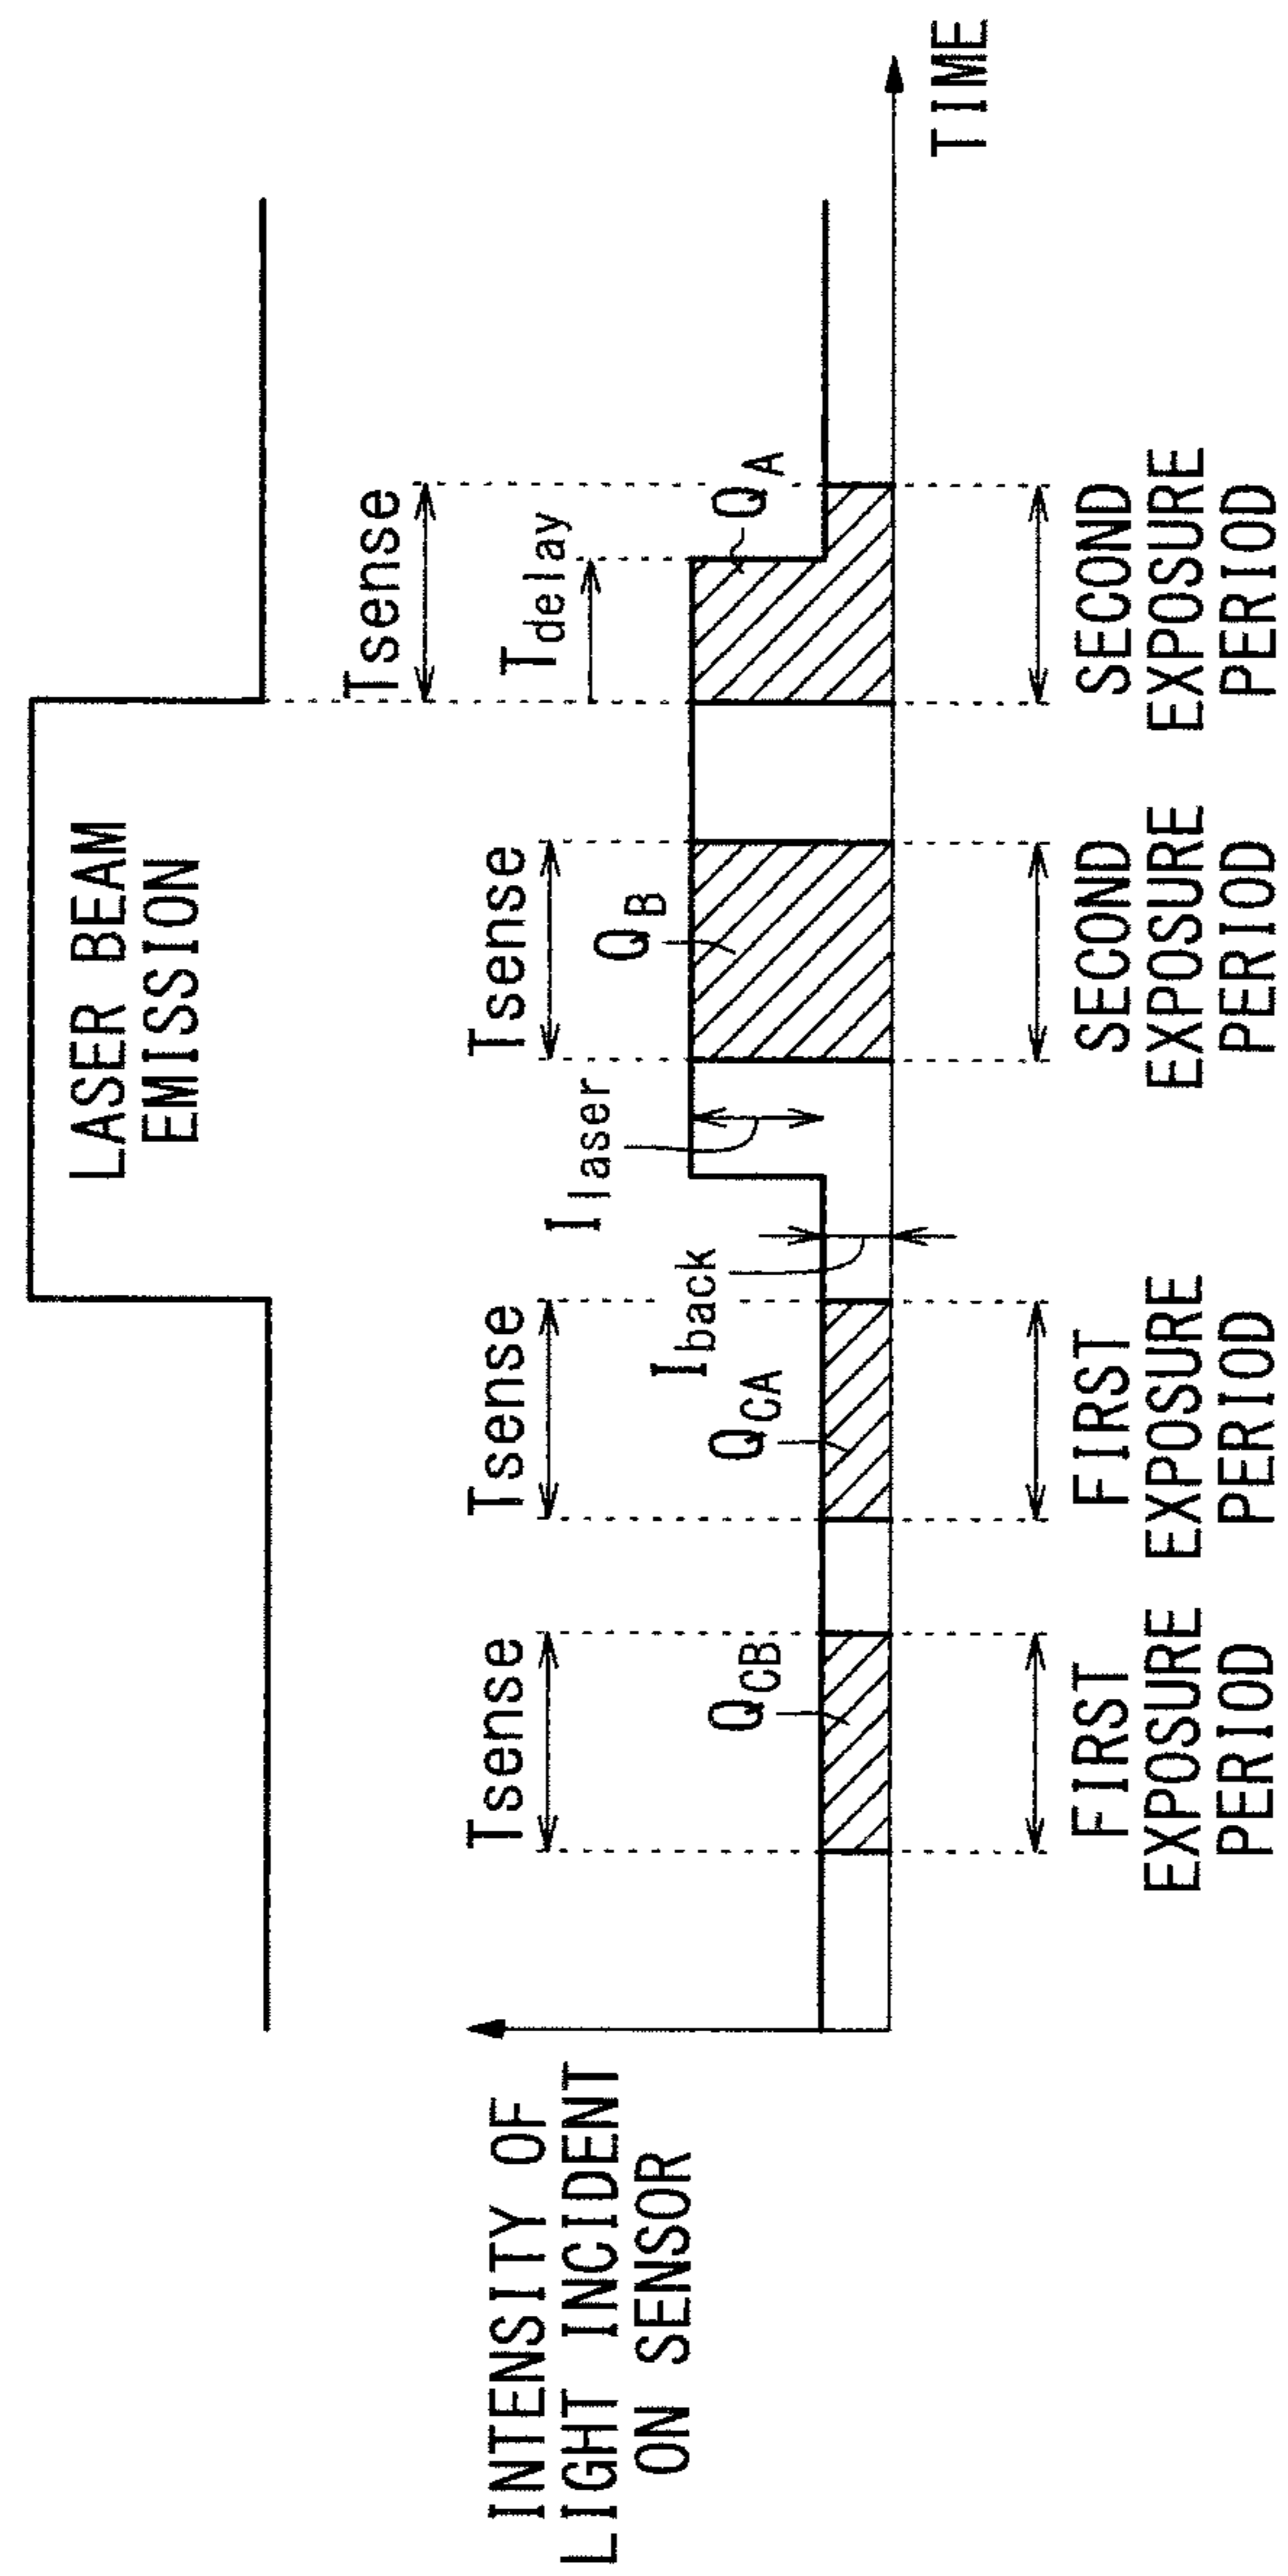 LASER BEAM
EMISSION
Tsense
Tdelay
Tsense
Tsense
Tsense
QCB
QCA
Iback
Ilaser
QB
QA
INTENSITY OF
LIGHT INCIDENT
ON SENSOR
TIME
FIRST
EXPOSURE
PERIOD
FIRST
EXPOSURE
PERIOD
SECOND
EXPOSURE
PERIOD
SECOND
EXPOSURE
PERIOD